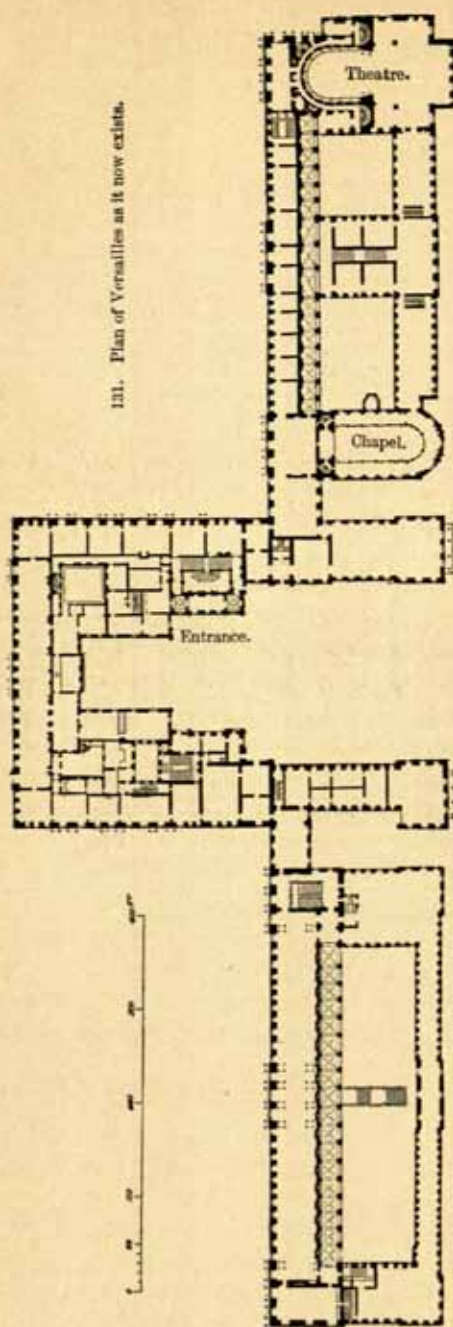 131. Plan of Versailles as it now exists.
Theatre.
Chapel.
Entrance.